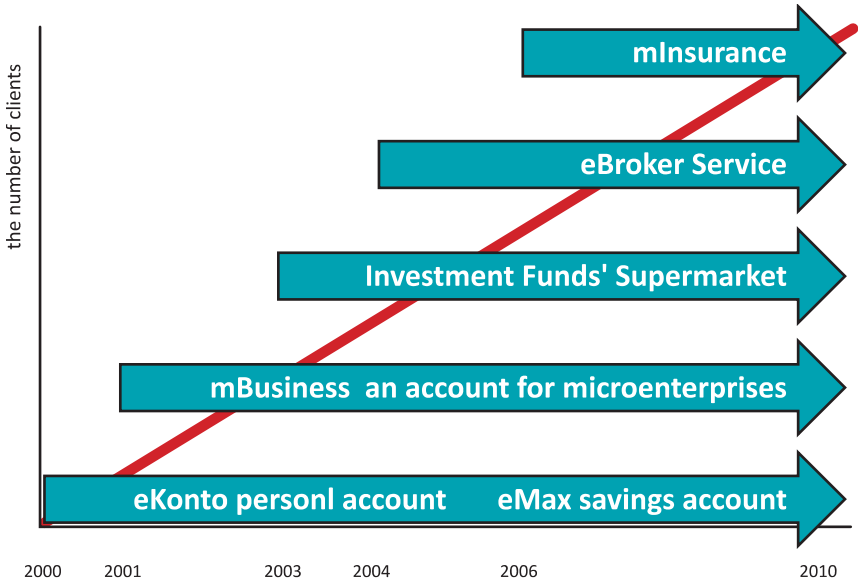 the number of clients
mInsurance
eBroker Service
Investment Funds' Supermarket
mBusiness  an account for microenterprises
eKonto personl account eMax savings account
2000 2001 2003 2004 2006 2010